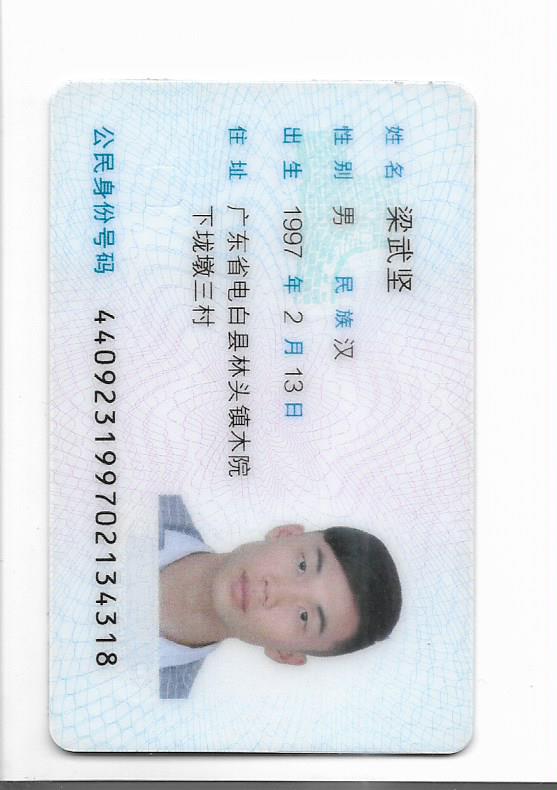 姓名 梁武坚
性别 男 民族 汉
出生 1997 年 2 月 13 日
住址 广东省电白县林头镇木院
下垅墩三村
公民身份号码 440923199702134318